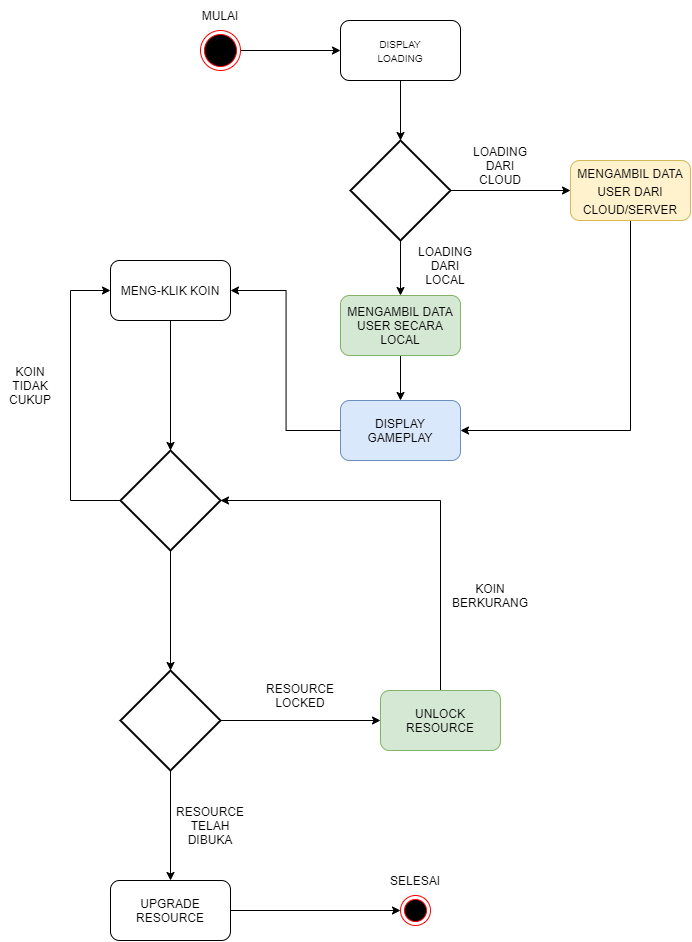 MULAI
DISPLAY
LOADING
LOADING
DARI
CLOUD
MENGAMBIL DATA
USER DARI
CLOUD/SERVER
LOADING
DARI
LOCAL
MENG-KLIK KOIN
MENGAMBIL DATA
USER SECARA
LOCAL
KOIN
TIDAK
CUKUP
DISPLAY
GAMEPLAY
KOIN
BERKURANG
RESOURCE
LOCKED
UNLOCK
RESOURCE
RESOURCE
TELAH
DIBUKA
UPGRADE
RESOURCE
SELESAI